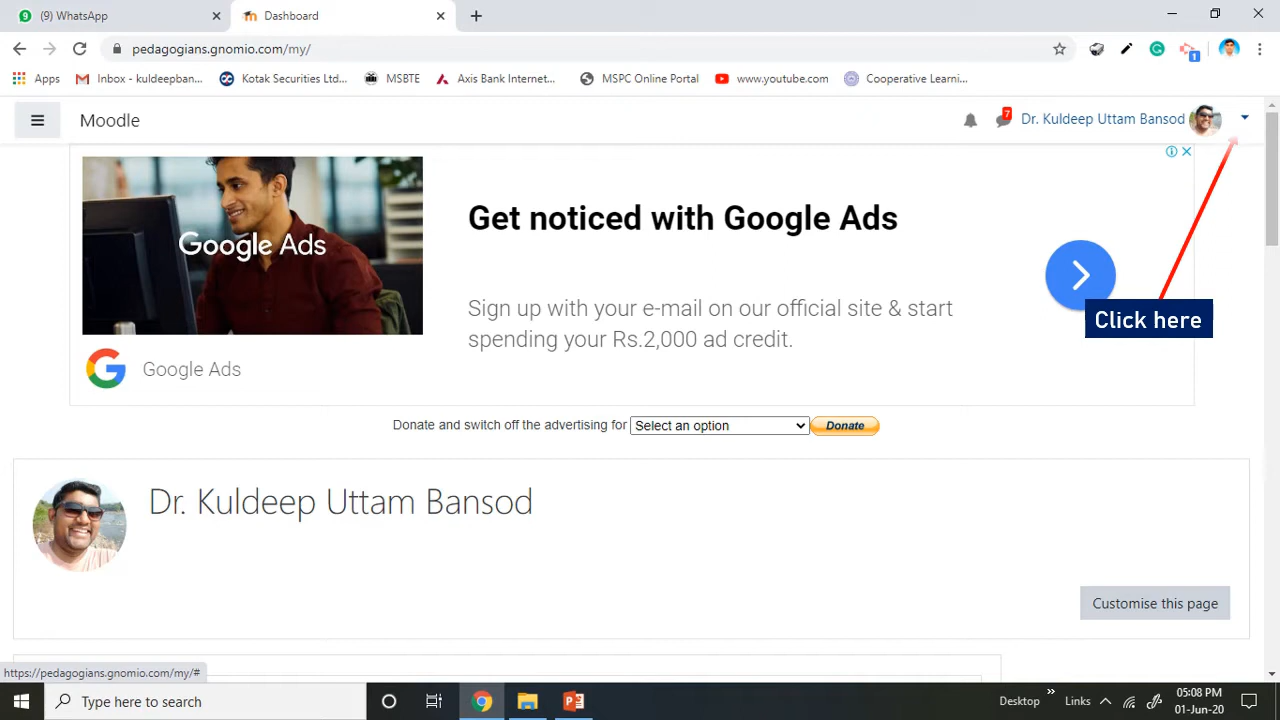 (9) WhatsApp
Dashboard
pedagogians.gnomio.com/my/
Apps
Inbox - kuldeepban...
Kotak Securities Ltd...
MSBTE
Axis Bank Internet...
MSPC Online Portal
www.youtube.com
Cooperative Learni...
Moodle
7
Dr. Kuldeep Uttam Bansod
Google Ads
Get noticed with Google Ads
Sign up with your e-mail on our official site & start
spending your Rs.2,000 ad credit.
Google Ads
Click here
Donate and switch off the advertising for
Select an option
Donate
Dr. Kuldeep Uttam Bansod
Customise this page
https://pedagogians.gnomio.com/my/#
Type here to search
Desktop
Links
05:08 PM
01-Jun-20